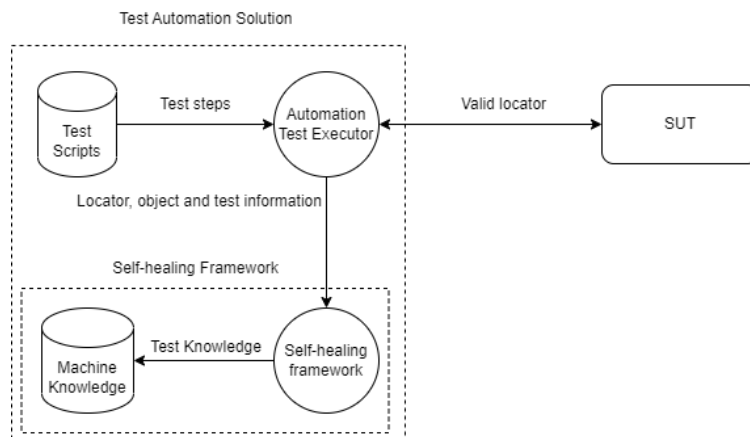 Test Automation Solution
Test
Scripts
Test steps
Automation
Test Executor
Valid locator
SUT
Locator, object and test information
Self-healing Framework
Machine
Knowledge
Test Knowledge
Self-healing
framework